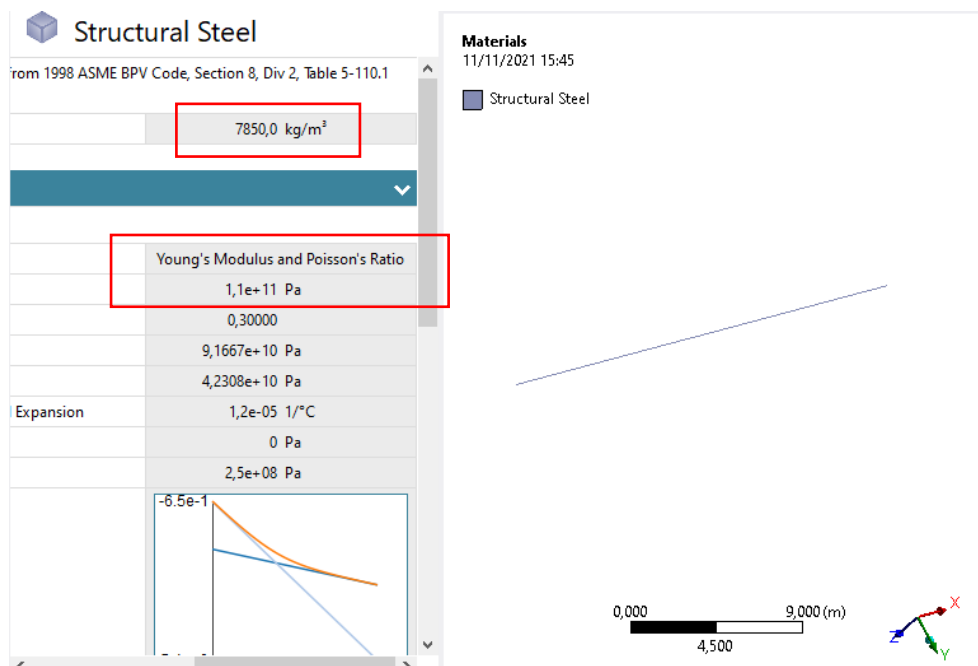 Structural Steel
from 1998 ASME BPV Code, Section 8, Div 2, Table 5-110.1
7850,0 kg/m³
Young's Modulus and Poisson's Ratio
1,1e+11 Pa
0,30000
9,1667e+10 Pa
4,2308e+10 Pa
Expansion 1,2e-05 1/°C
0 Pa
2,5e+08 Pa
-6.5e-1
Materials
11/11/2021 15:45
Structural Steel
0,000 9,000 (m)
4,500
X
Z
Y